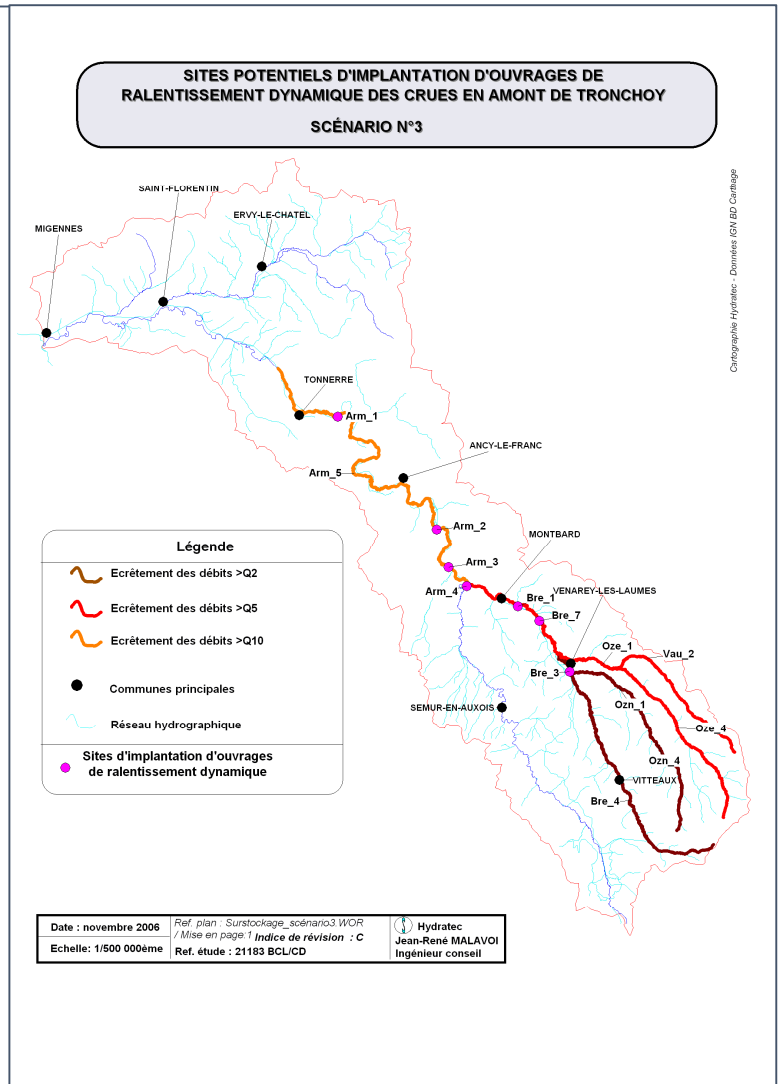 SITES POTENTIELS D'IMPLANTATION D'OUVRAGES DE
RALENTISSEMENT DYNAMIQUE DES CRUES EN AMONT DE TRONCHOY
SCÉNARIO N°3
Cartographie Hydratec - Données IGN BD Carthage
SAINT-FLORENTIN
ERVY-LE-CHATEL
MIGENNES
TONNERRE
Arm_1
ANCY-LE-FRANC
Arm_5
Arm_2
MONTBARD
Arm_3
Arm_4
VENAREY-LES-LAUMES
Bre_1
Bre_7
Oze_1
Vau_2
Bre_3
Ozn_1
SEMUR-EN-AUXOIS
Oze_4
Ozn_4
VITTEAUX
Bre_4
Légende
Ecrêtement des débits >Q2
Ecrêtement des débits >Q5
Ecrêtement des débits >Q10
Communes principales
Réseau hydrographique
Sites d'implantation d'ouvrages
de ralentissement dynamique
Date : novembre 2006
Echelle: 1/500 000ème
Ref. plan : Surstockage_scénario3.WOR
/ Mise en page:1 Indice de révision : C
Ref. étude : 21183 BCL/CD
Hydratec
Jean-René MALAVOI
Ingénieur conseil